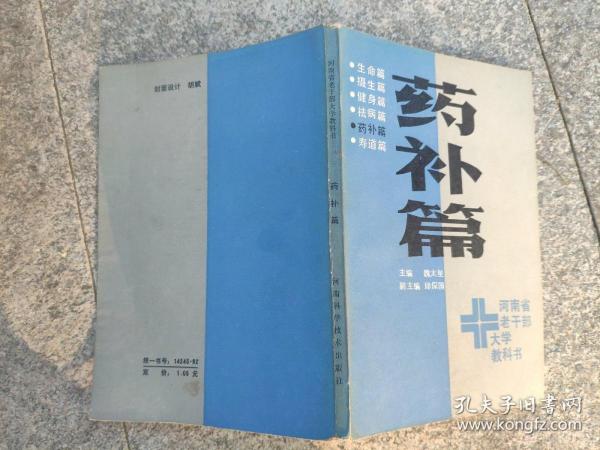 封面设计 胡斌
统一书号：14245·92
定 价：1.05 元
河南省老干部大学教科书
药补篇
河南科学技术出版社
·生命篇
·摄生篇
·健身篇
·祛病篇
·药补篇
·寿道篇
药补篇
主编 魏太星
副主编 邱保国
河南省
老干部
大学
教科书
孔夫子旧书网
kongfz.com